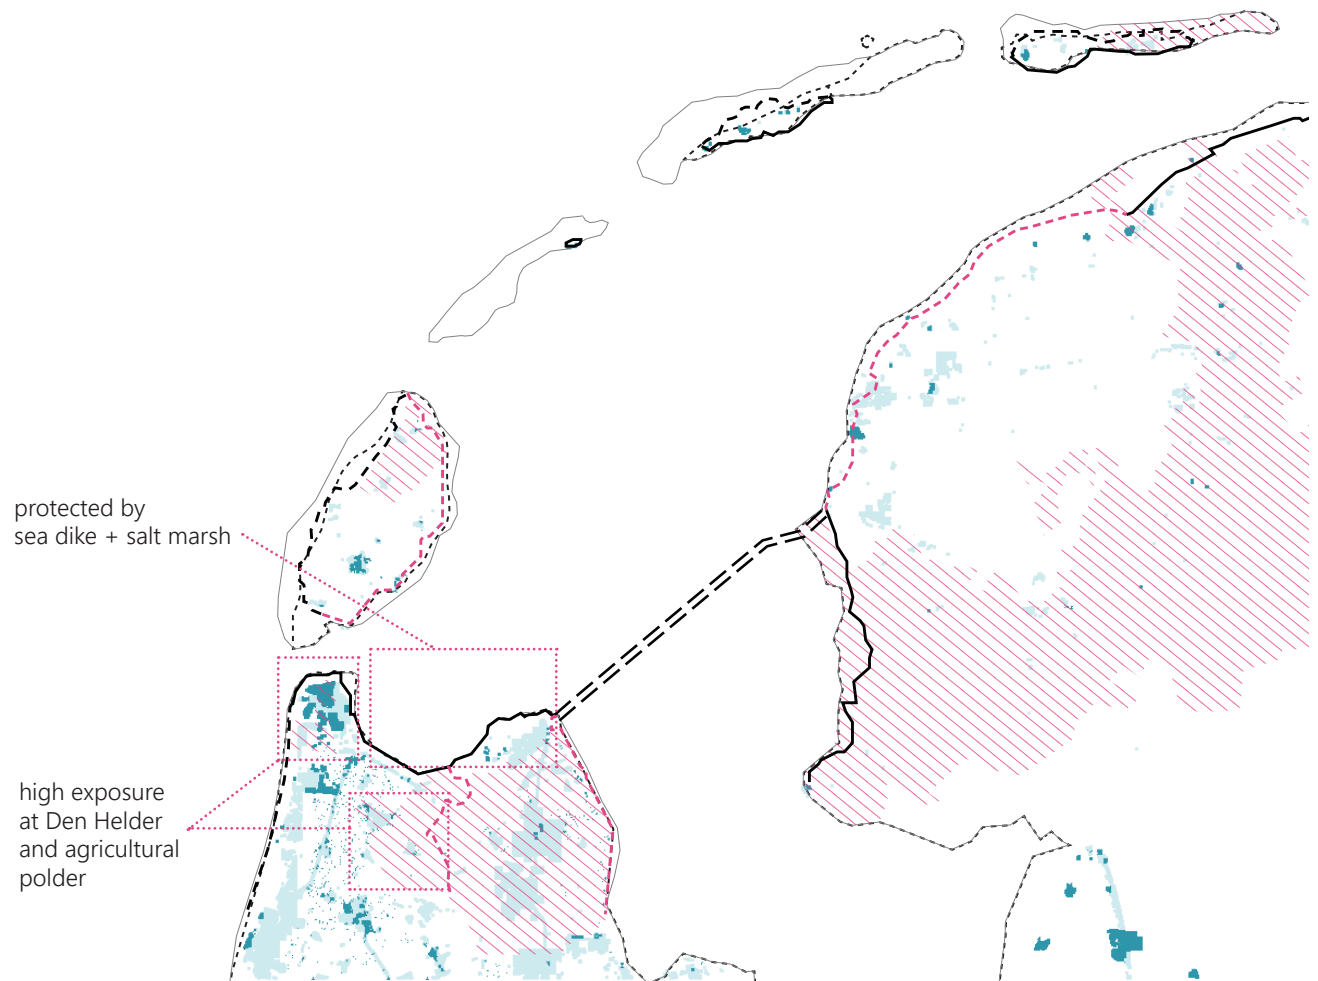 protected by
sea dike + salt marsh
high exposure
at Den Helder
and agricultural
polder